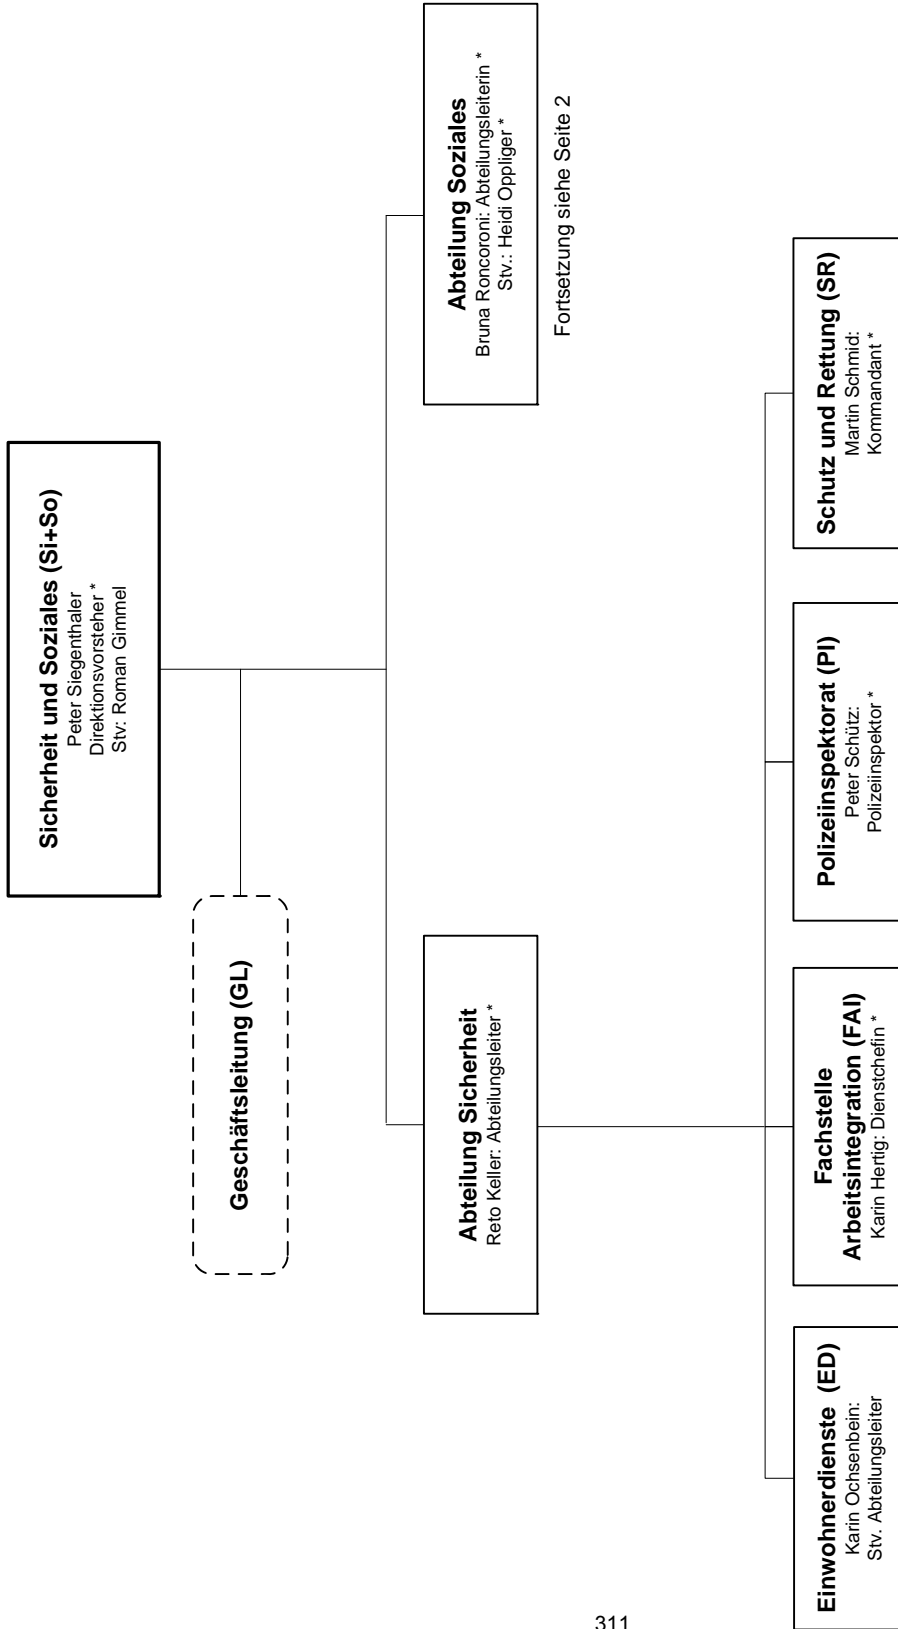 Sicherheit und Soziales (Si+So)
Peter Siegenthaler
Direktionsvorsteher *
Stv: Roman Gimmel
Geschäftsleitung (GL)
Abteilung Sicherheit
Reto Keller: Abteilungsleiter *
Abteilung Soziales
Bruna Roncoroni: Abteilungsleiterin *
Stv.: Heidi Oppliger *
Fortsetzung siehe Seite 2
Einwohnerdienste (ED)
Karin Ochsenbein:
Stv. Abteilungsleiter
Fachstelle
Arbeitsintegration (FAI)
Karin Hertig: Dienstchefin *
Polizeiinspektorat (PI)
Peter Schütz:
Polizeiinspektor *
Schutz und Rettung (SR)
Martin Schmid:
Kommandant *
311